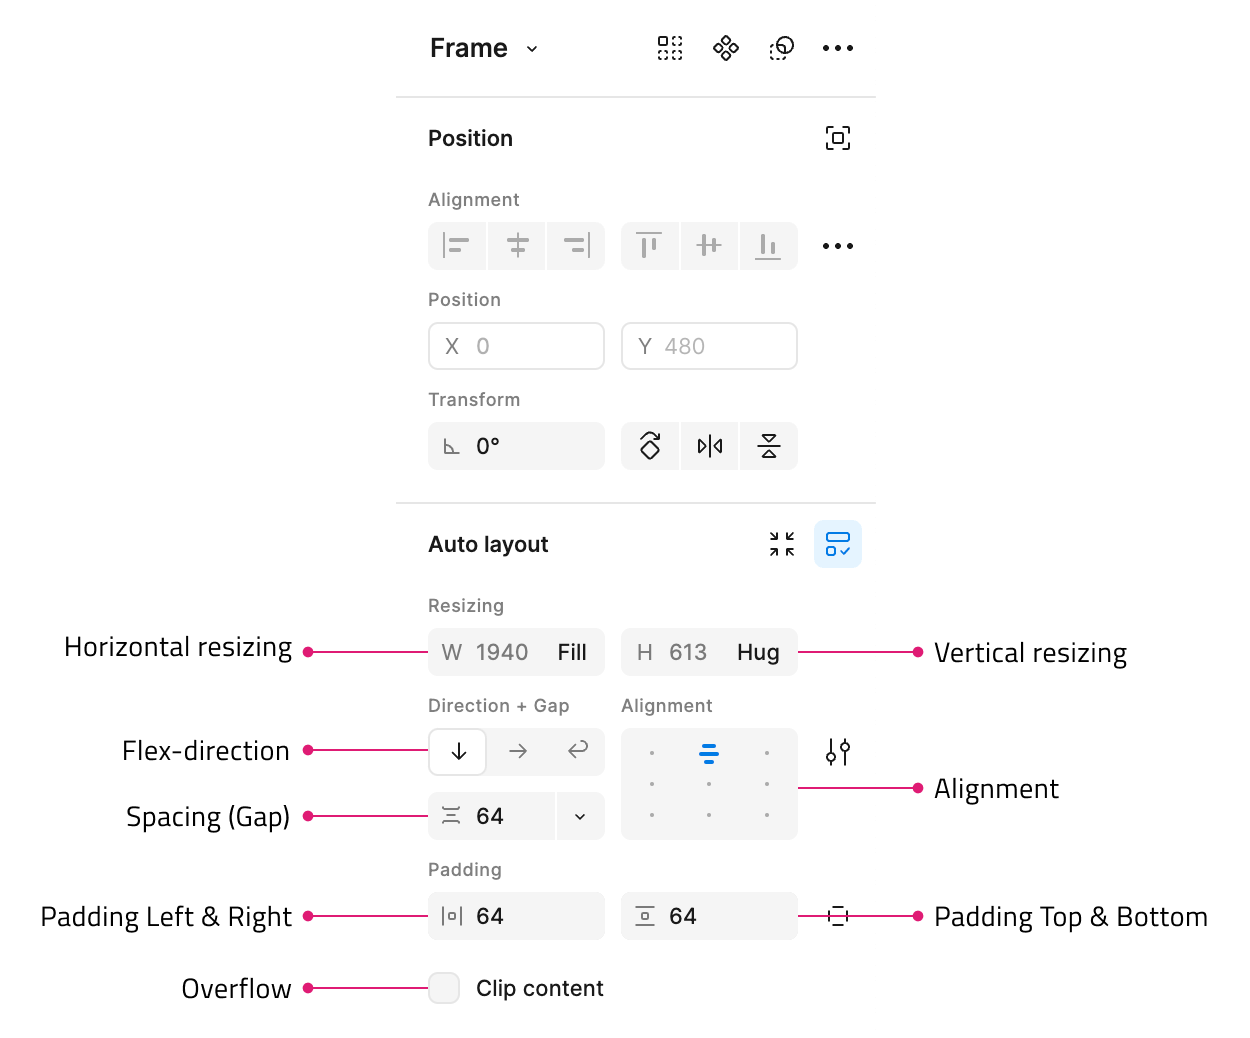 Frame
Position
Alignment
Position
X 0
Y 480
Transform
0°
Auto layout
Resizing
Horizontal resizing
W 1940 Fill
H 613 Hug
Vertical resizing
Direction + Gap
Alignment
Flex-direction
Alignment
Spacing (Gap)
64
Padding
Padding Left & Right
64
64
Padding Top & Bottom
Overflow
Clip content